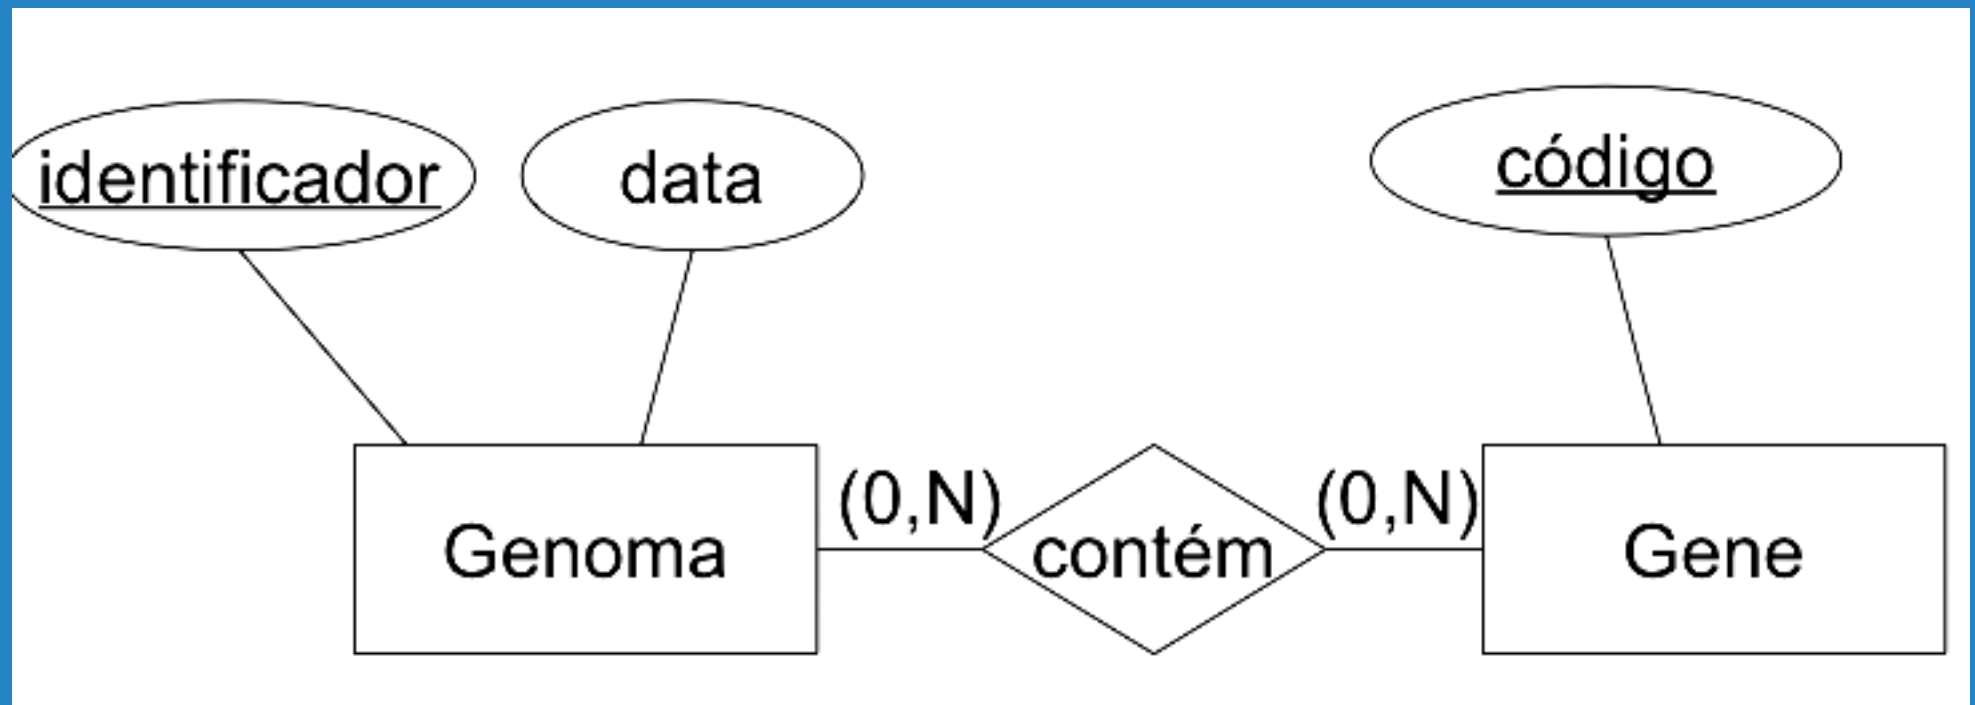 identificador
data
código
Genoma
(0,N)
contém
(0,N)
Gene